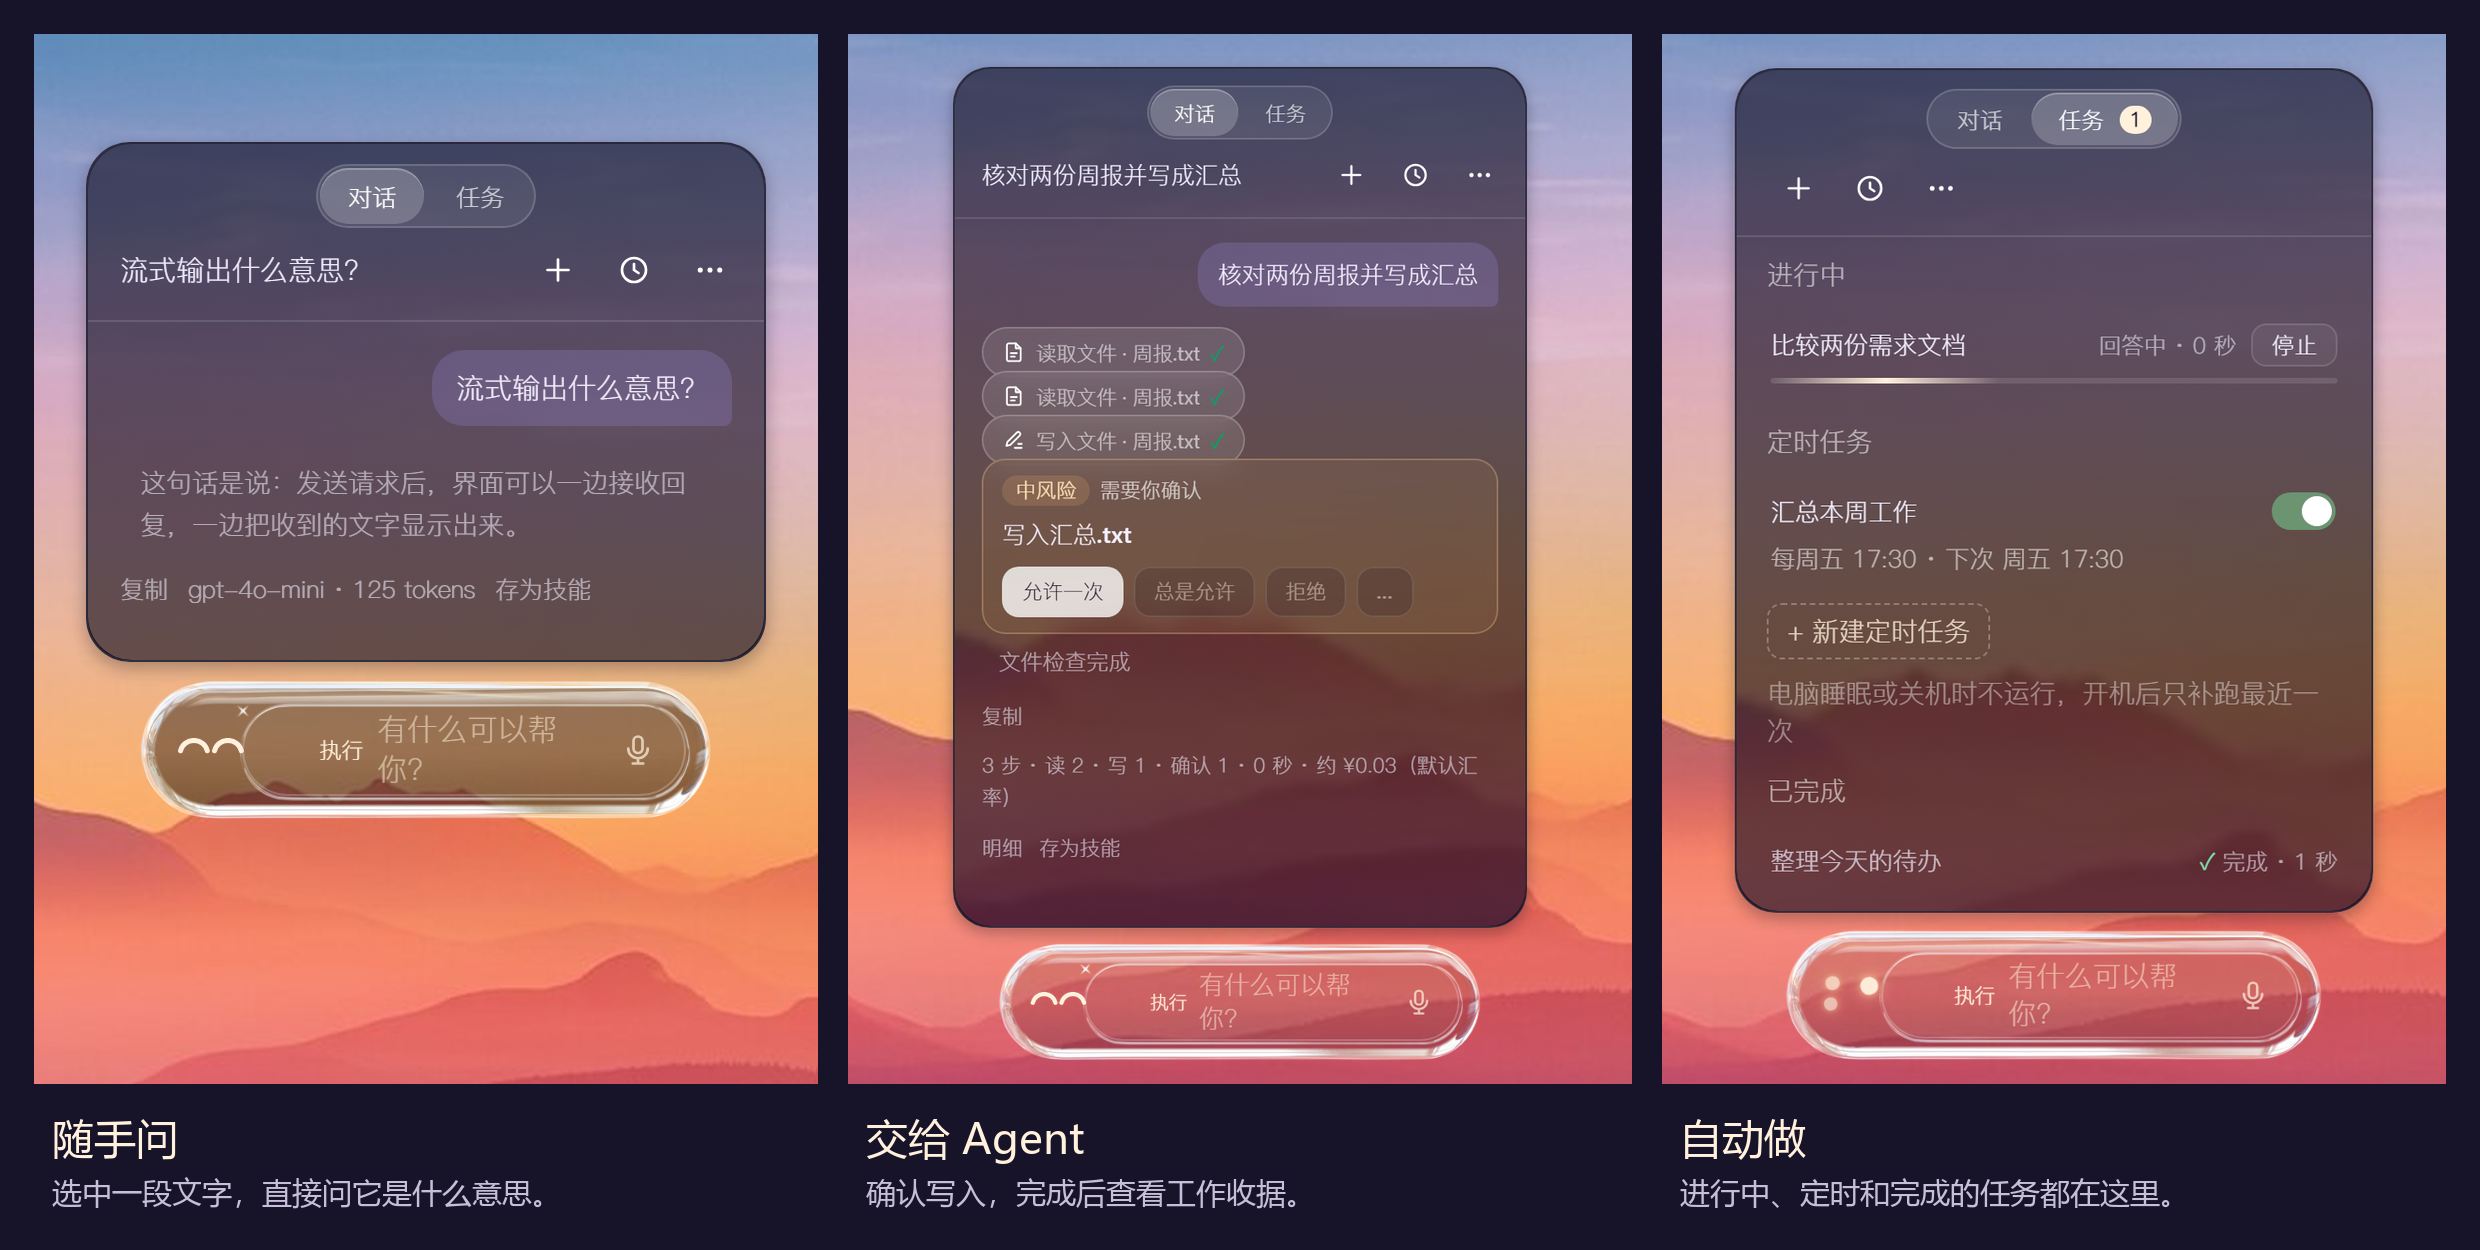 对话 任务
流式输出什么意思？
流式输出什么意思？
这句话是说：发送请求后，界面可以一边接收回
复，一边把收到的文字显示出来。
复制 gpt-4o-mini · 125 tokens 存为技能
执行 有什么可以帮
你？
随手问
选中一段文字，直接问它是什么意思。
对话 任务
核对两份周报并写成汇总
核对两份周报并写成汇总
读取文件 · 周报.txt ✓
读取文件 · 周报.txt ✓
写入文件 · 周报.txt ✓
中风险 需要你确认
写入汇总.txt
允许一次 总是允许 拒绝 ...
文件检查完成
复制
3 步 · 读 2 · 写 1 · 确认 1 · 0 秒 · 约 ¥0.03（默认汇
率）
明细 存为技能
执行 有什么可以帮
你？
交给 Agent
确认写入，完成后查看工作收据。
对话 任务 1
进行中
比较两份需求文档 回答中 · 0 秒 停止
定时任务
汇总本周工作
每周五 17:30 · 下次 周五 17:30
+ 新建定时任务
电脑睡眠或关机时不运行，开机后只补跑最近一
次
已完成
整理今天的待办 ✓ 完成 · 1 秒
执行 有什么可以帮
你？
自动做
进行中、定时和完成的任务都在这里。